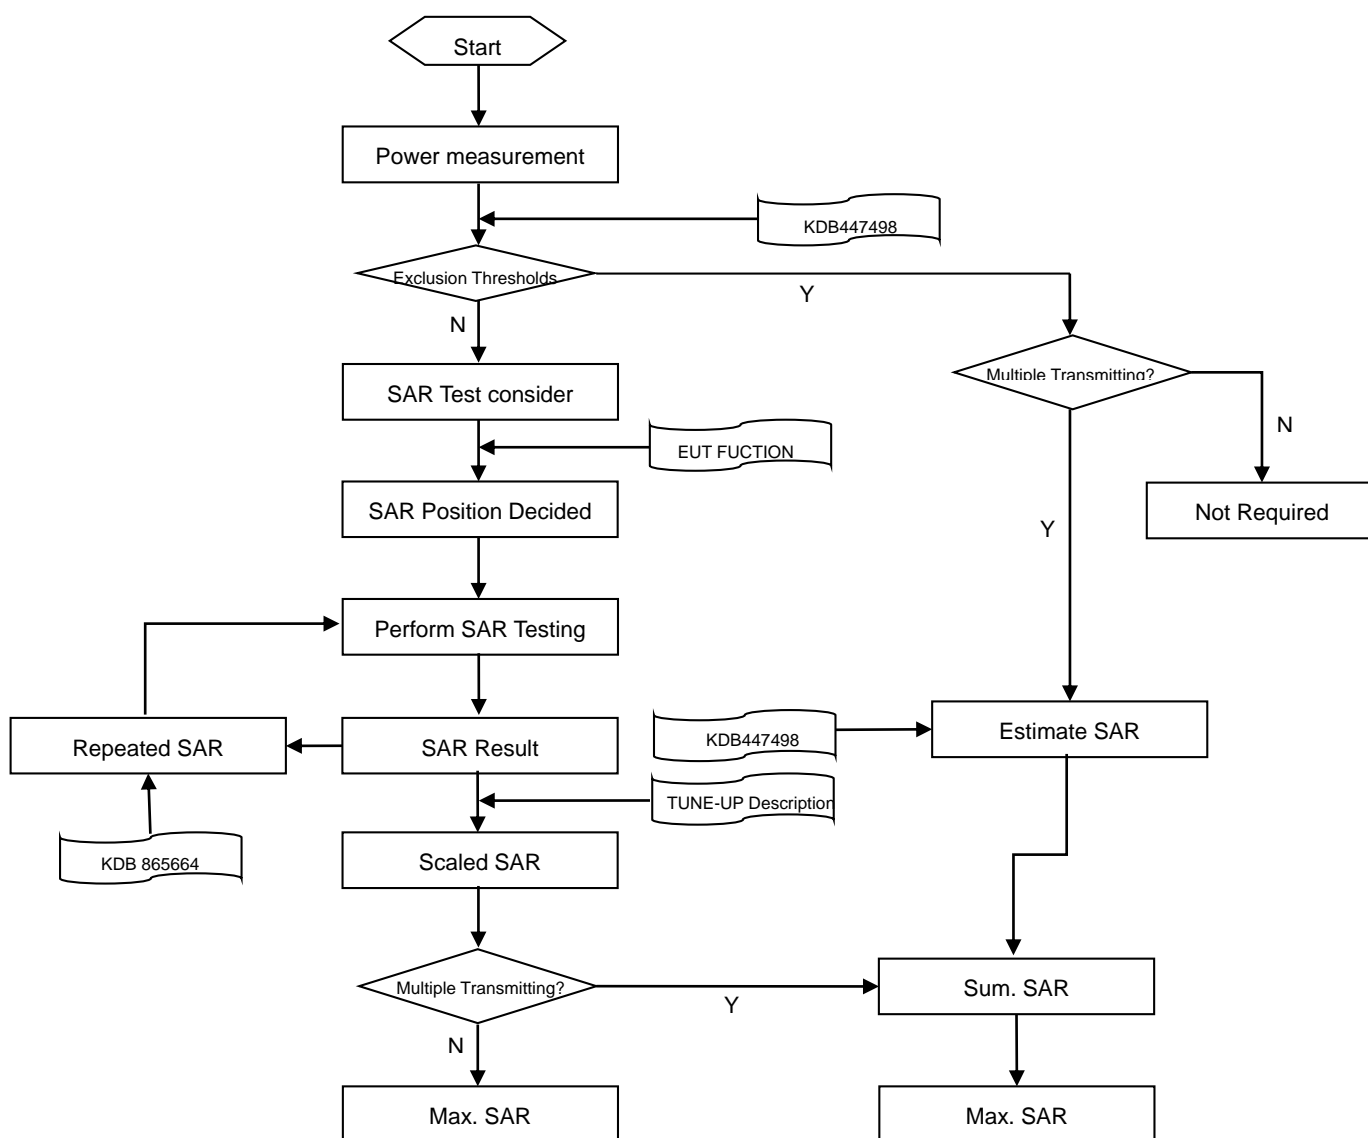 Start
Power measurement
KDB447498
Exclusion Thresholds
Y
N
Multiple Transmitting?
SAR Test consider
N
EUT FUCTION
SAR Position Decided
Not Required
Y
Perform SAR Testing
Repeated SAR
SAR Result
KDB447498
Estimate SAR
TUNE-UP Description
KDB 865664
Scaled SAR
Multiple Transmitting?
Y
Sum. SAR
N
Max. SAR
Max. SAR